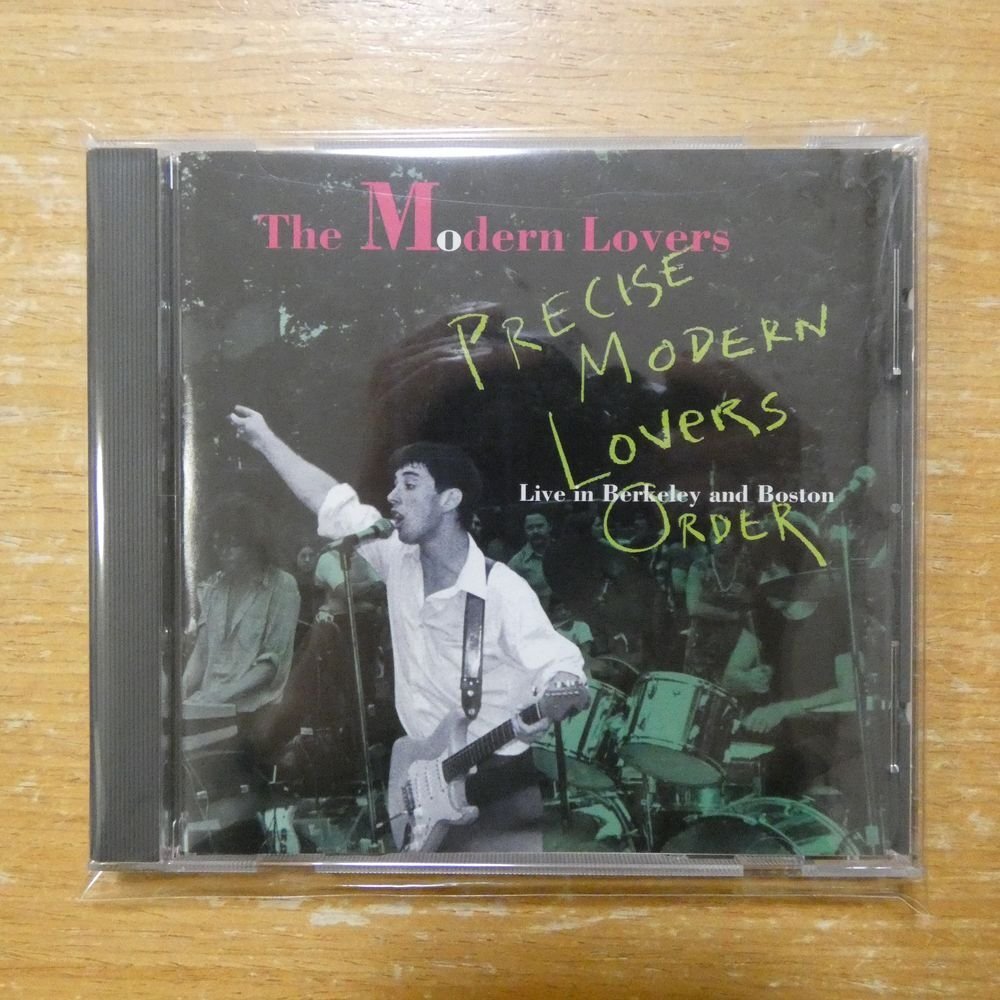 The Modern Lovers
PRECISE
MODERN
LOVERS
Live in Berkeley and Boston
ORDER